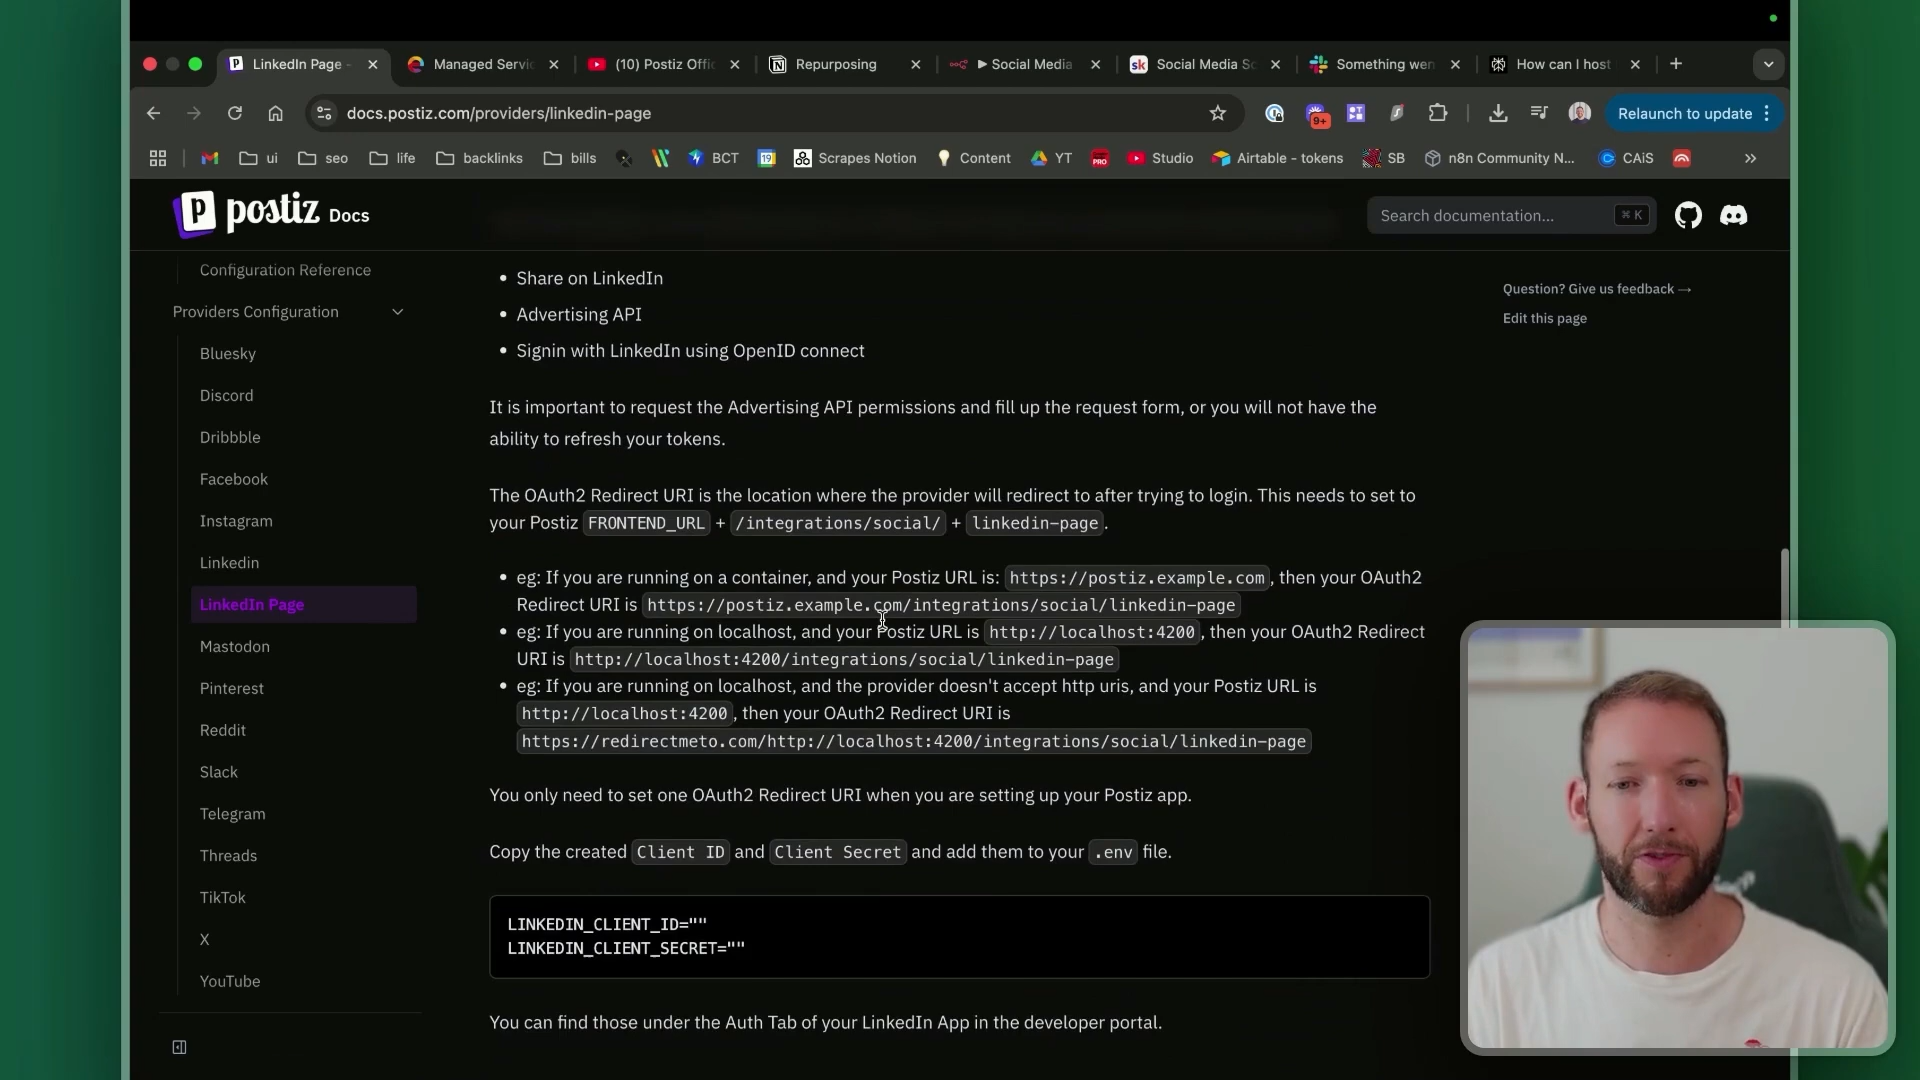 LinkedIn Page -
Managed Servic
(10) Postiz Offic
Repurposing
▶ Social Media
Social Media Sc
Something wen
How can I host
docs.postiz.com/providers/linkedin-page
9+
Relaunch to update
ui
seo
life
backlinks
bills
BCT
19
Scrapes Notion
Content
YT
PRO
Studio
Airtable - tokens
SB
n8n Community N...
CAiS
postiz Docs
Search documentation...
⌘ K
Configuration Reference
Providers Configuration
Bluesky
Discord
Dribbble
Facebook
Instagram
Linkedin
LinkedIn Page
Mastodon
Pinterest
Reddit
Slack
Telegram
Threads
TikTok
X
YouTube
• Share on LinkedIn
• Advertising API
• Signin with LinkedIn using OpenID connect
It is important to request the Advertising API permissions and fill up the request form, or you will not have the
ability to refresh your tokens.
The OAuth2 Redirect URI is the location where the provider will redirect to after trying to login. This needs to set to
your Postiz FRONTEND_URL + /integrations/social/ + linkedin-page.
• eg: If you are running on a container, and your Postiz URL is: https://postiz.example.com, then your OAuth2
Redirect URI is https://postiz.example.com/integrations/social/linkedin-page
• eg: If you are running on localhost, and your Postiz URL is http://localhost:4200, then your OAuth2 Redirect
URI is http://localhost:4200/integrations/social/linkedin-page
• eg: If you are running on localhost, and the provider doesn't accept http uris, and your Postiz URL is
http://localhost:4200, then your OAuth2 Redirect URI is
https://redirectmeto.com/http://localhost:4200/integrations/social/linkedin-page
You only need to set one OAuth2 Redirect URI when you are setting up your Postiz app.
Copy the created Client ID and Client Secret and add them to your .env file.
LINKEDIN_CLIENT_ID=""
LINKEDIN_CLIENT_SECRET=""
You can find those under the Auth Tab of your LinkedIn App in the developer portal.
Question? Give us feedback →
Edit this page